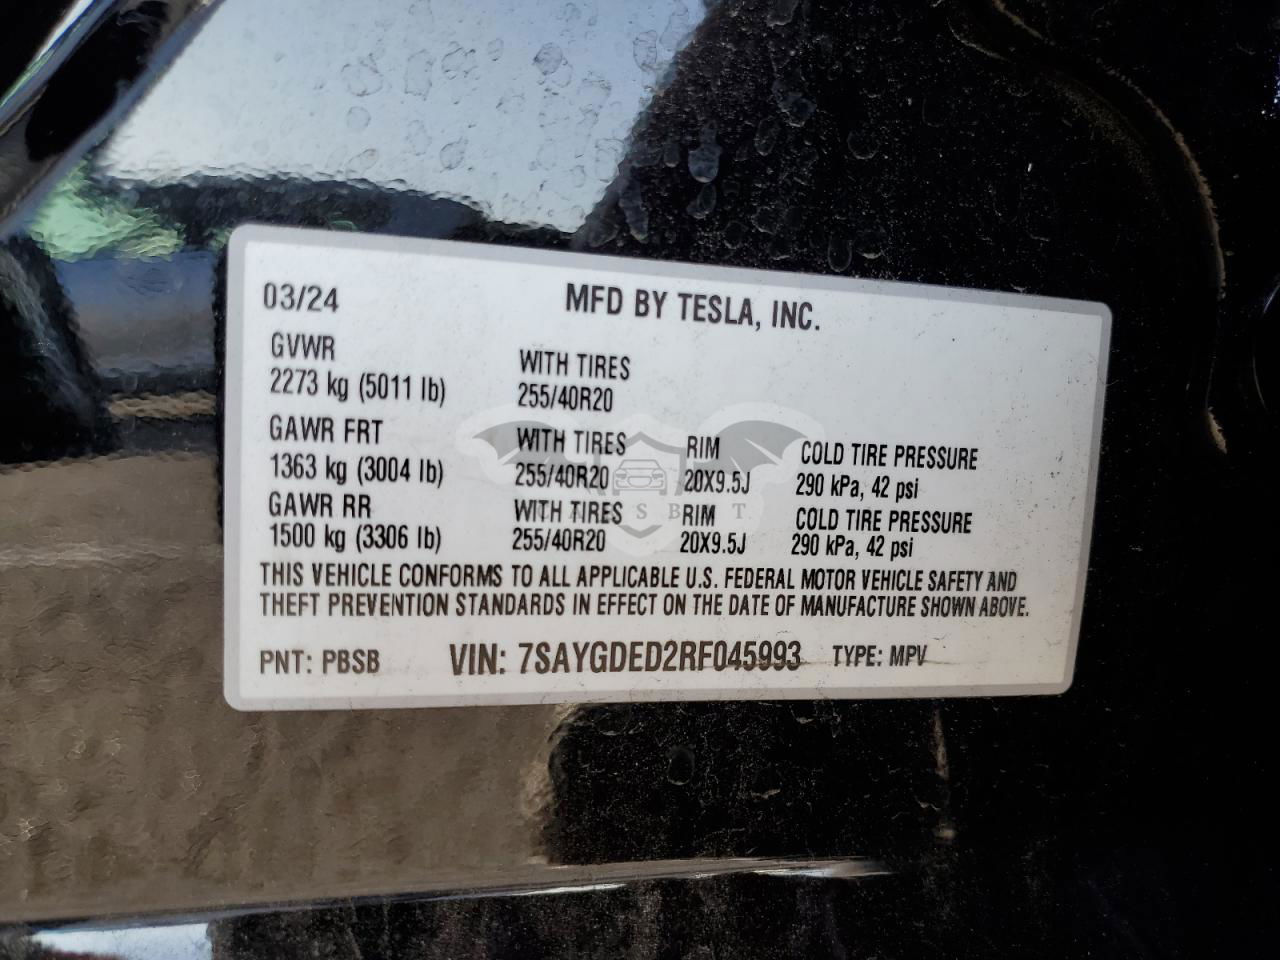 03/24 MFD BY TESLA, INC.
GVWR WITH TIRES
2273 kg (5011 lb) 255/40R20
GAWR FRT WITH TIRES RIM COLD TIRE PRESSURE
1363 kg (3004 lb) 255/40R20 20X9.5J 290 kPa, 42 psi
GAWR RR WITH TIRES RIM COLD TIRE PRESSURE
1500 kg (3306 lb) 255/40R20 20X9.5J 290 kPa, 42 psi
THIS VEHICLE CONFORMS TO ALL APPLICABLE U.S. FEDERAL MOTOR VEHICLE SAFETY AND
THEFT PREVENTION STANDARDS IN EFFECT ON THE DATE OF MANUFACTURE SHOWN ABOVE.
PNT: PBSB VIN: 7SAYGDED2RF045993 TYPE: MPV